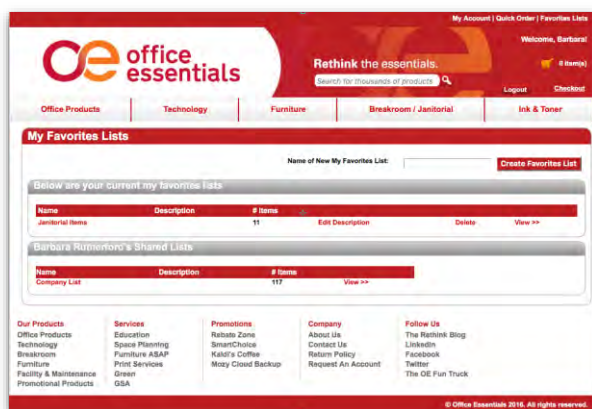 My Account | Quick Order | Favorites Lists
Welcome, Barbara!
office
essentials
Rethink the essentials.
0 item(s)
Search for thousands of products
Logout Checkout
Office Products Technology Furniture Breakroom / Janitorial Ink & Toner
My Favorites Lists
Name of New My Favorites List: Create Favorites List
Below are your current my favorites lists
Name Description # Items
Janitorial Items 11 Edit Description Delete View >>
Barbara Rutherford's Shared Lists
Name Description # Items
Company List 117 View >>
Our Products Services Promotions Company Follow Us
Office Products Education Rebate Zone About Us The Rethink Blog
Technology Space Planning SmartChoice Contact Us LinkedIn
Breakroom Furniture ASAP Kaldi's Coffee Return Policy Facebook
Furniture Print Services Mozy Cloud Backup Request An Account Twitter
Facility & Maintenance Green The OE Fun Truck
Promotional Products GSA
© Office Essentials 2016. All rights reserved.